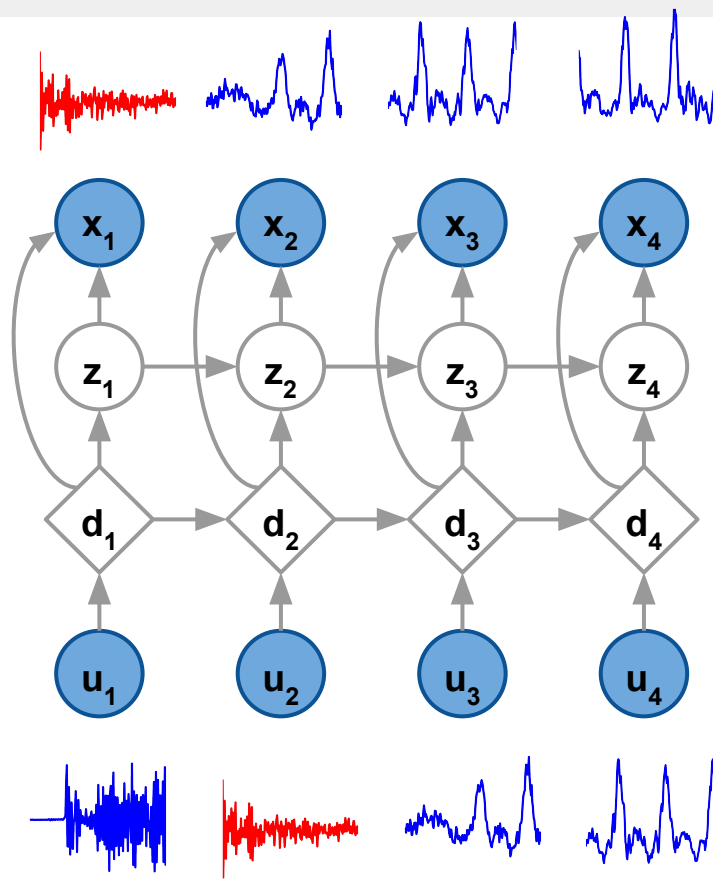 x₁ x₂ x₃ x₄
z₁ z₂ z₃ z₄
d₁ d₂ d₃ d₄
u₁ u₂ u₃ u₄